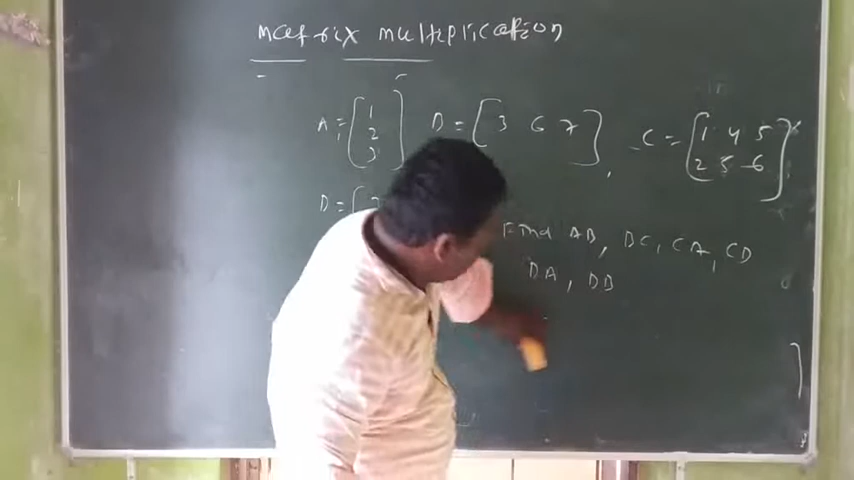 Matrix multiplication
A = [1 2 3] B = [3 6 7], C = [1 4 5 2 5 -6]
D = [
Find AB, BC, CA, CD
DA, DB